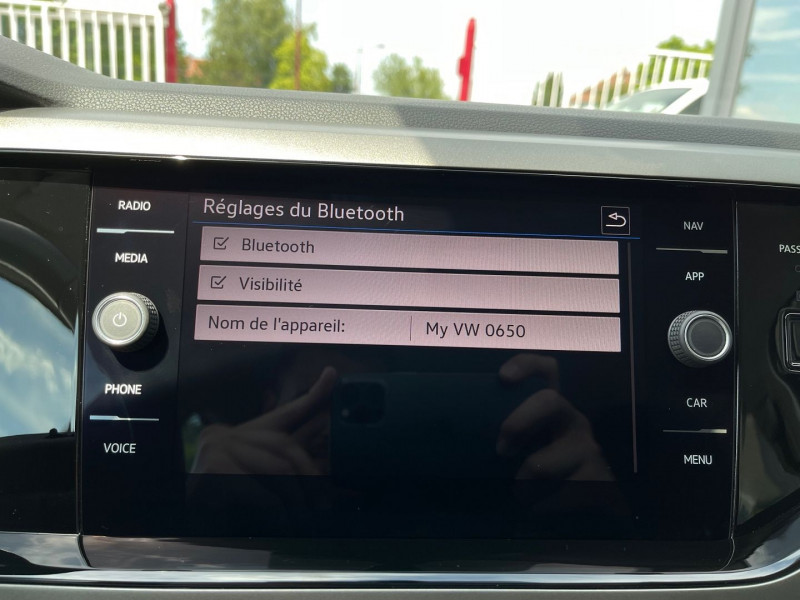 RADIO
MEDIA
PHONE
VOICE
Réglages du Bluetooth
Bluetooth
Visibilité
Nom de l'appareil: My VW 0650
NAV
APP
CAR
MENU